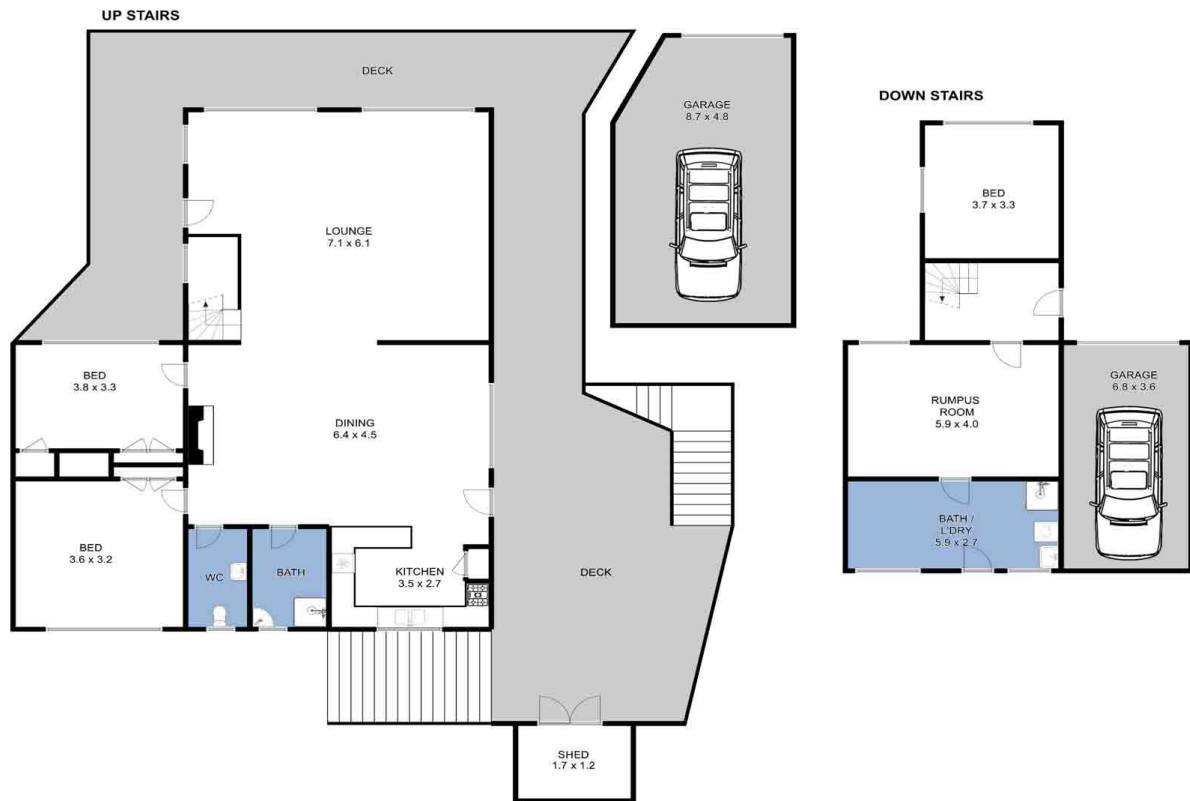 UP STAIRS
DECK
GARAGE
8.7 x 4.8
LOUNGE
7.1 x 6.1
BED
3.8 x 3.3
DINING
6.4 x 4.5
BED
3.6 x 3.2
WC
BATH
KITCHEN
3.5 x 2.7
DECK
SHED
1.7 x 1.2
DOWN STAIRS
BED
3.7 x 3.3
RUMPUS
ROOM
5.9 x 4.0
GARAGE
6.8 x 3.6
BATH /
L'DRY
5.9 x 2.7